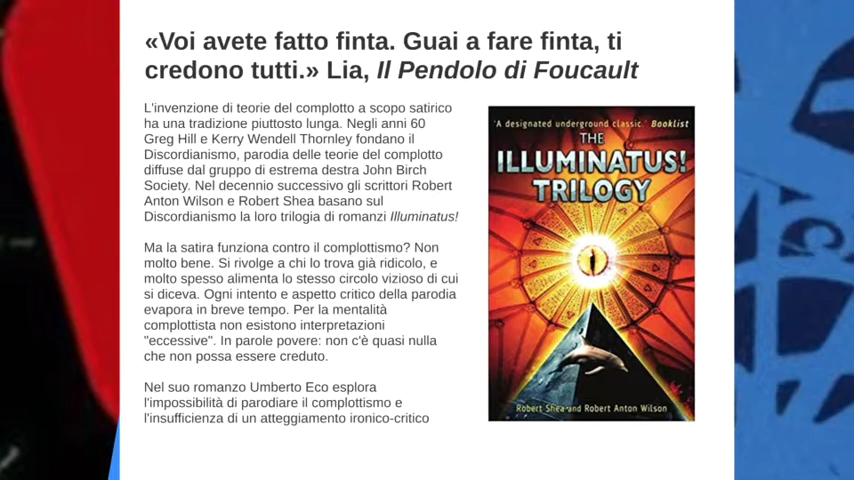 «Voi avete fatto finta. Guai a fare finta, ti
credono tutti.» Lia, Il Pendolo di Foucault
L'invenzione di teorie del complotto a scopo satirico
ha una tradizione piuttosto lunga. Negli anni 60
Greg Hill e Kerry Wendell Thornley fondano il
Discordianismo, parodia delle teorie del complotto
diffuse dal gruppo di estrema destra John Birch
Society. Nel decennio successivo gli scrittori Robert
Anton Wilson e Robert Shea basano sul
Discordianismo la loro trilogia di romanzi Illuminatus!
Ma la satira funziona contro il complottismo? Non
molto bene. Si rivolge a chi lo trova già ridicolo, e
molto spesso alimenta lo stesso circolo vizioso di cui
si diceva. Ogni intento e aspetto critico della parodia
evapora in breve tempo. Per la mentalità
complottista non esistono interpretazioni
"eccessive". In parole povere: non c'è quasi nulla
che non possa essere creduto.
Nel suo romanzo Umberto Eco esplora
l'impossibilità di parodiare il complottismo e
l'insufficienza di un atteggiamento ironico-critico
'A designated underground classic.' Booklist
THE
ILLUMINATUS!
TRILOGY
Robert Shea and Robert Anton Wilson